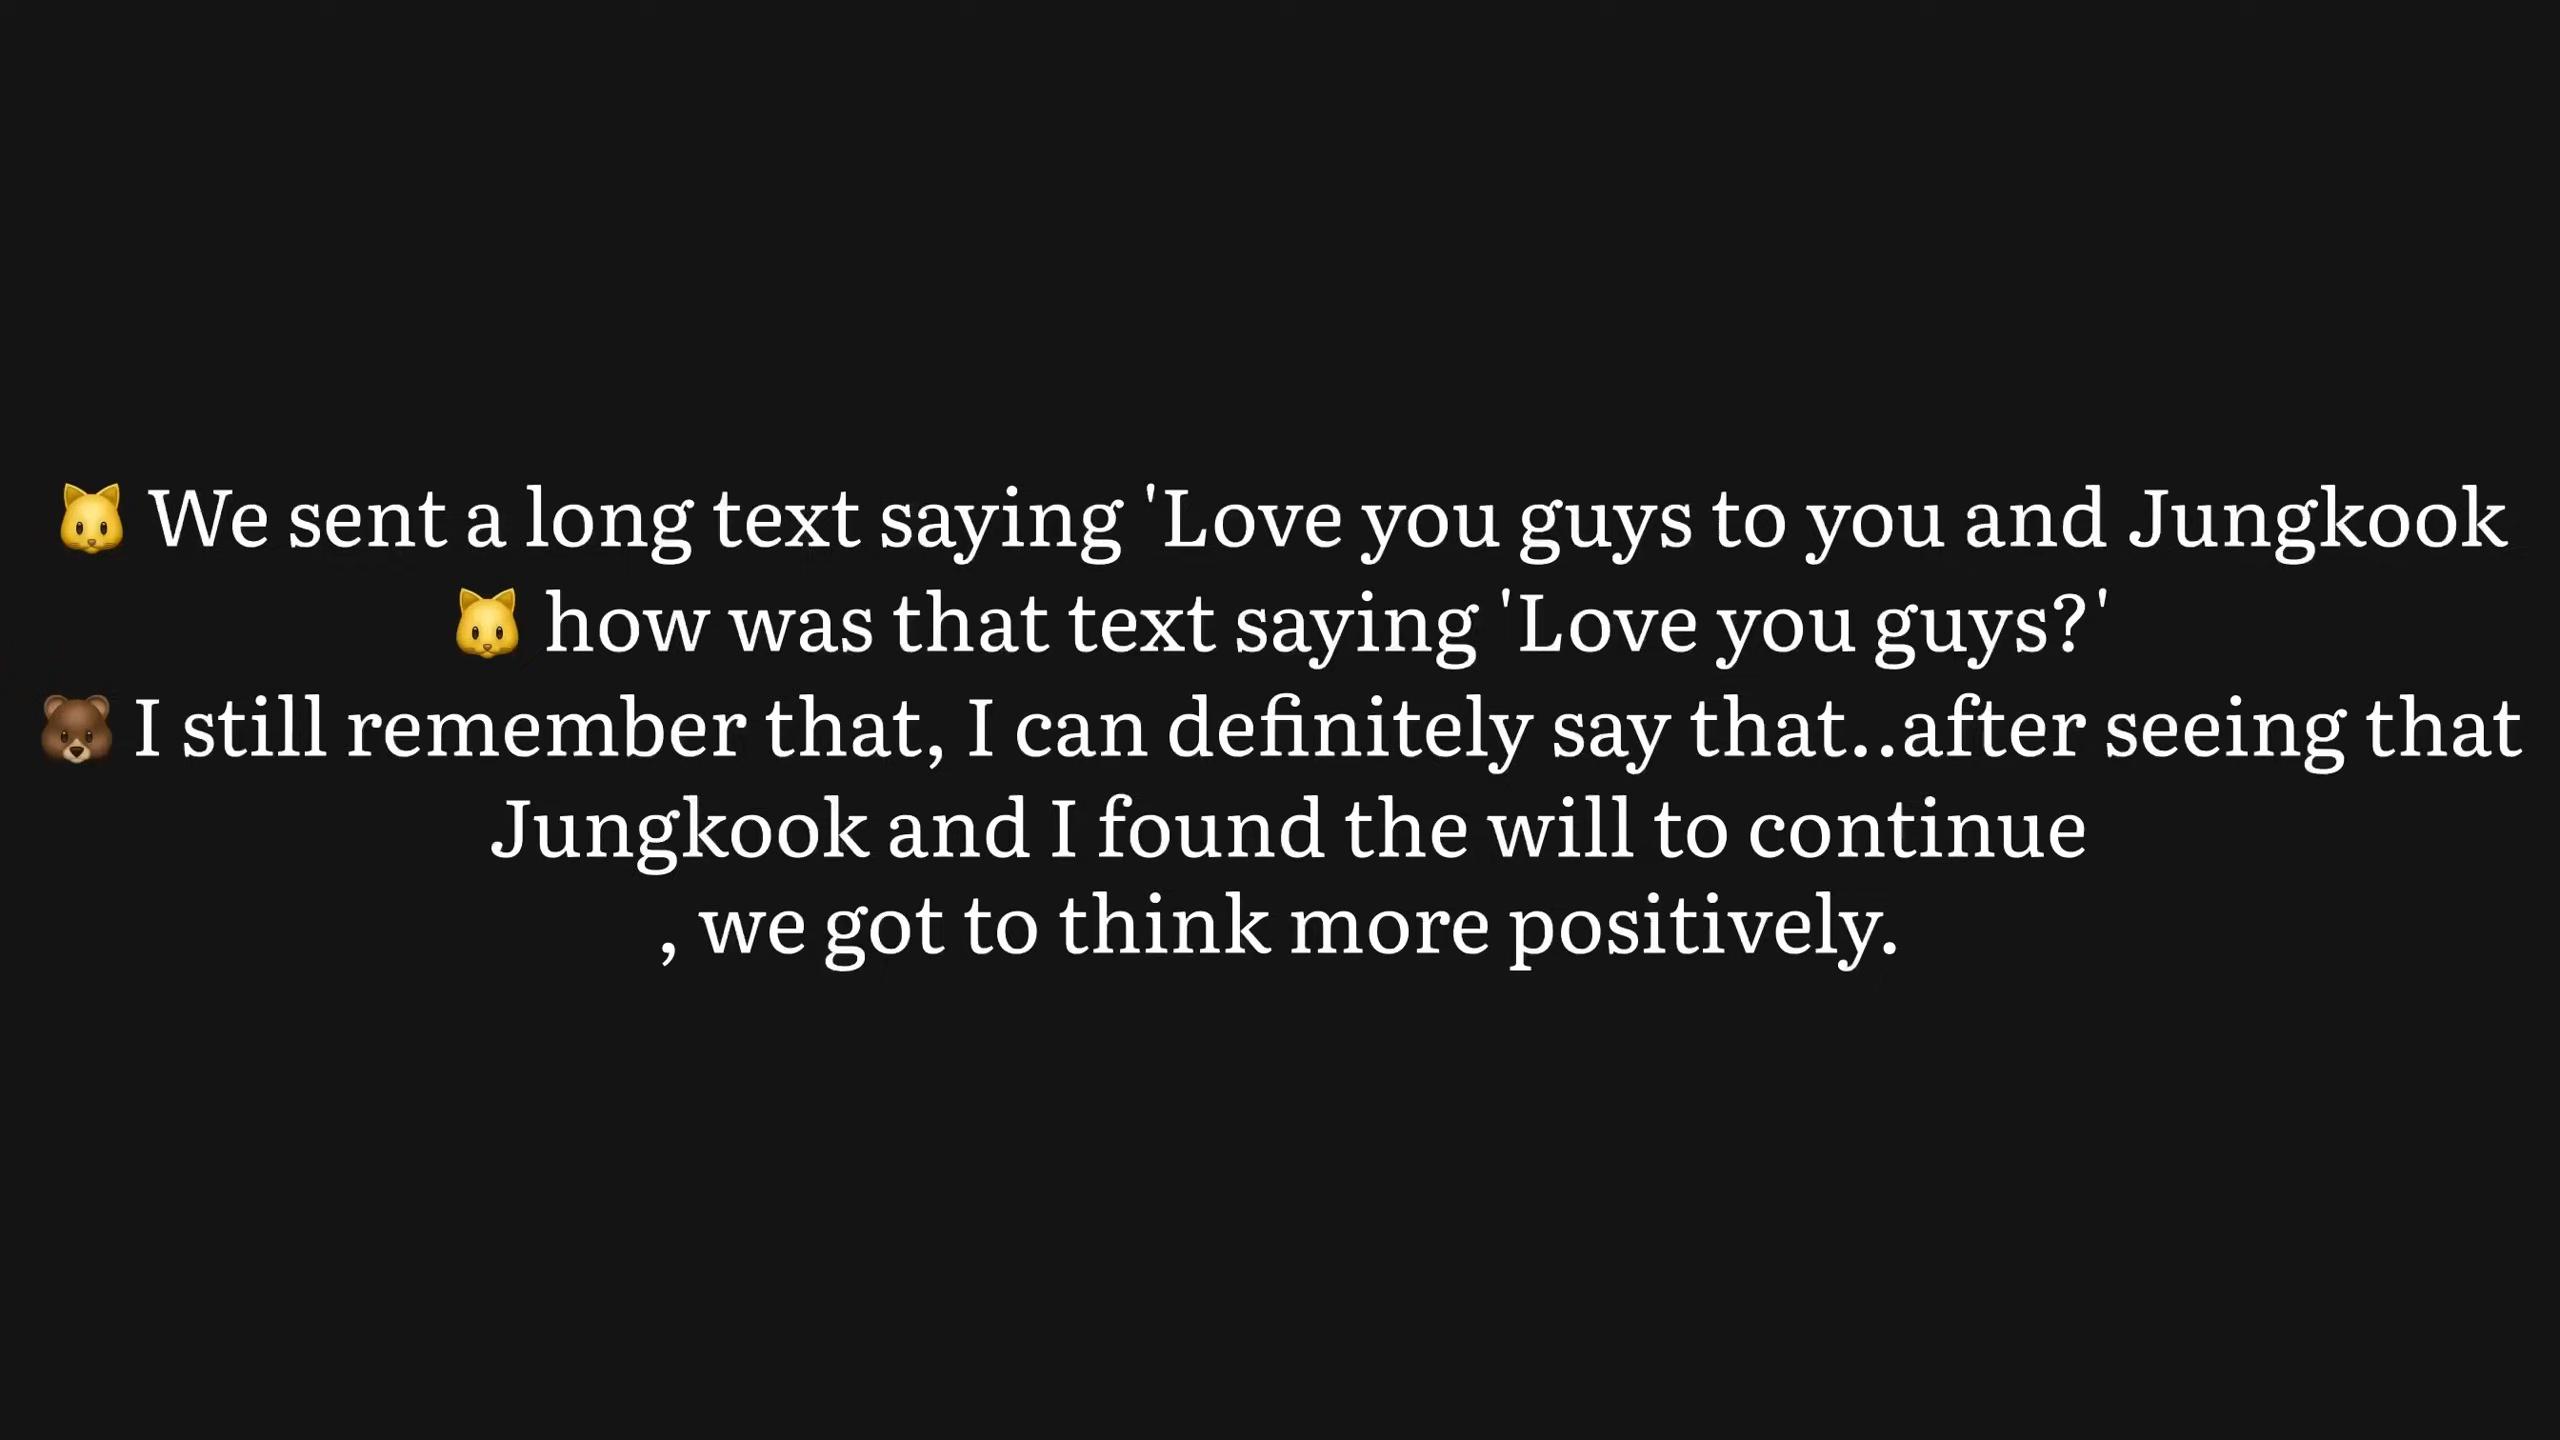 🐱 We sent a long text saying 'Love you guys to you and Jungkook
🐱 how was that text saying 'Love you guys?'
🐻 I still remember that, I can definitely say that..after seeing that
Jungkook and I found the will to continue
, we got to think more positively.